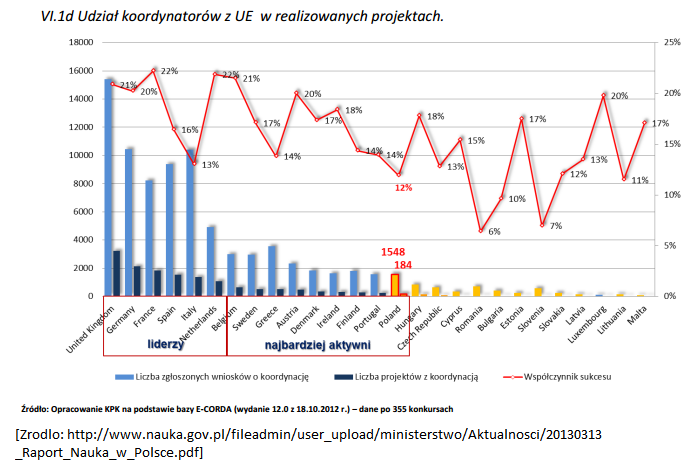 VI.1d Udział koordynatorów z UE w realizowanych projektach.
18000
16000
14000
12000
10000
8000
6000
4000
2000
0
25%
20%
15%
10%
5%
0%
21%
20%
22%
16%
13%
22%
21%
17%
14%
20%
17%
18%
14%
14%
12%
18%
13%
15%
6%
10%
17%
7%
12%
13%
20%
11%
17%
1548
184
United Kingdom
Germany
France
Spain
Italy
Netherlands
Belgium
Sweden
Greece
Austria
Denmark
Ireland
Finland
Portugal
Poland
Hungary
Czech Republic
Cyprus
Romania
Bulgaria
Estonia
Slovenia
Slovakia
Latvia
Luxembourg
Lithuania
Malta
liderzy
najbardziej aktywni
Liczba zgłoszonych wniosków o koordynację
Liczba projektów z koordynacją
Współczynnik sukcesu
Źródło: Opracowanie KPK na podstawie bazy E-CORDA (wydanie 12.0 z 18.10.2012 r.) – dane po 355 konkursach
[Zrodlo: http://www.nauka.gov.pl/fileadmin/user_upload/ministerstwo/Aktualnosci/20130313
_Raport_Nauka_w_Polsce.pdf]